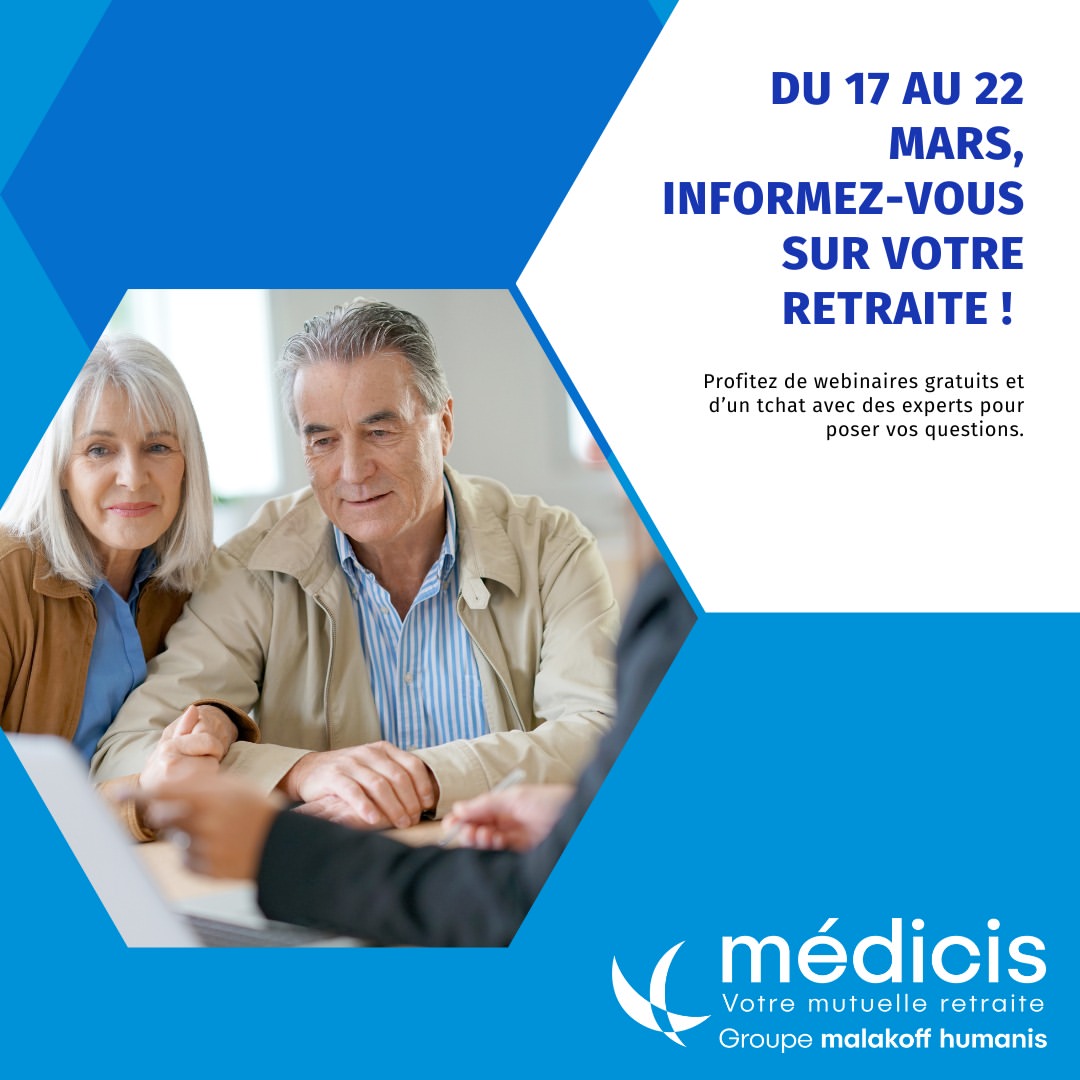 DU 17 AU 22
MARS,
INFORMEZ-VOUS
SUR VOTRE
RETRAITE !
Profitez de webinaires gratuits et
d’un tchat avec des experts pour
poser vos questions.
médicis
Votre mutuelle retraite
Groupe malakoff humanis